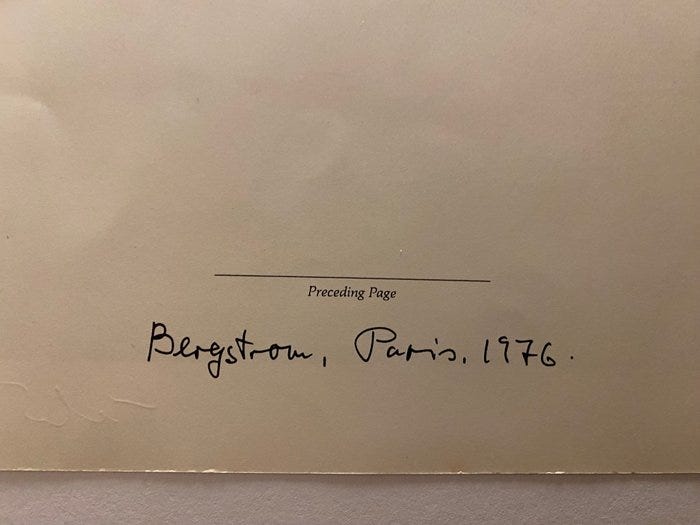 Preceding Page
Bergstrom, Paris. 1976.